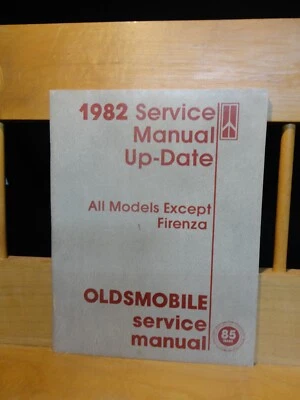 1982 Service
Manual
Up-Date
All Models Except
Firenza
OLDSMOBILE
service
manual
85